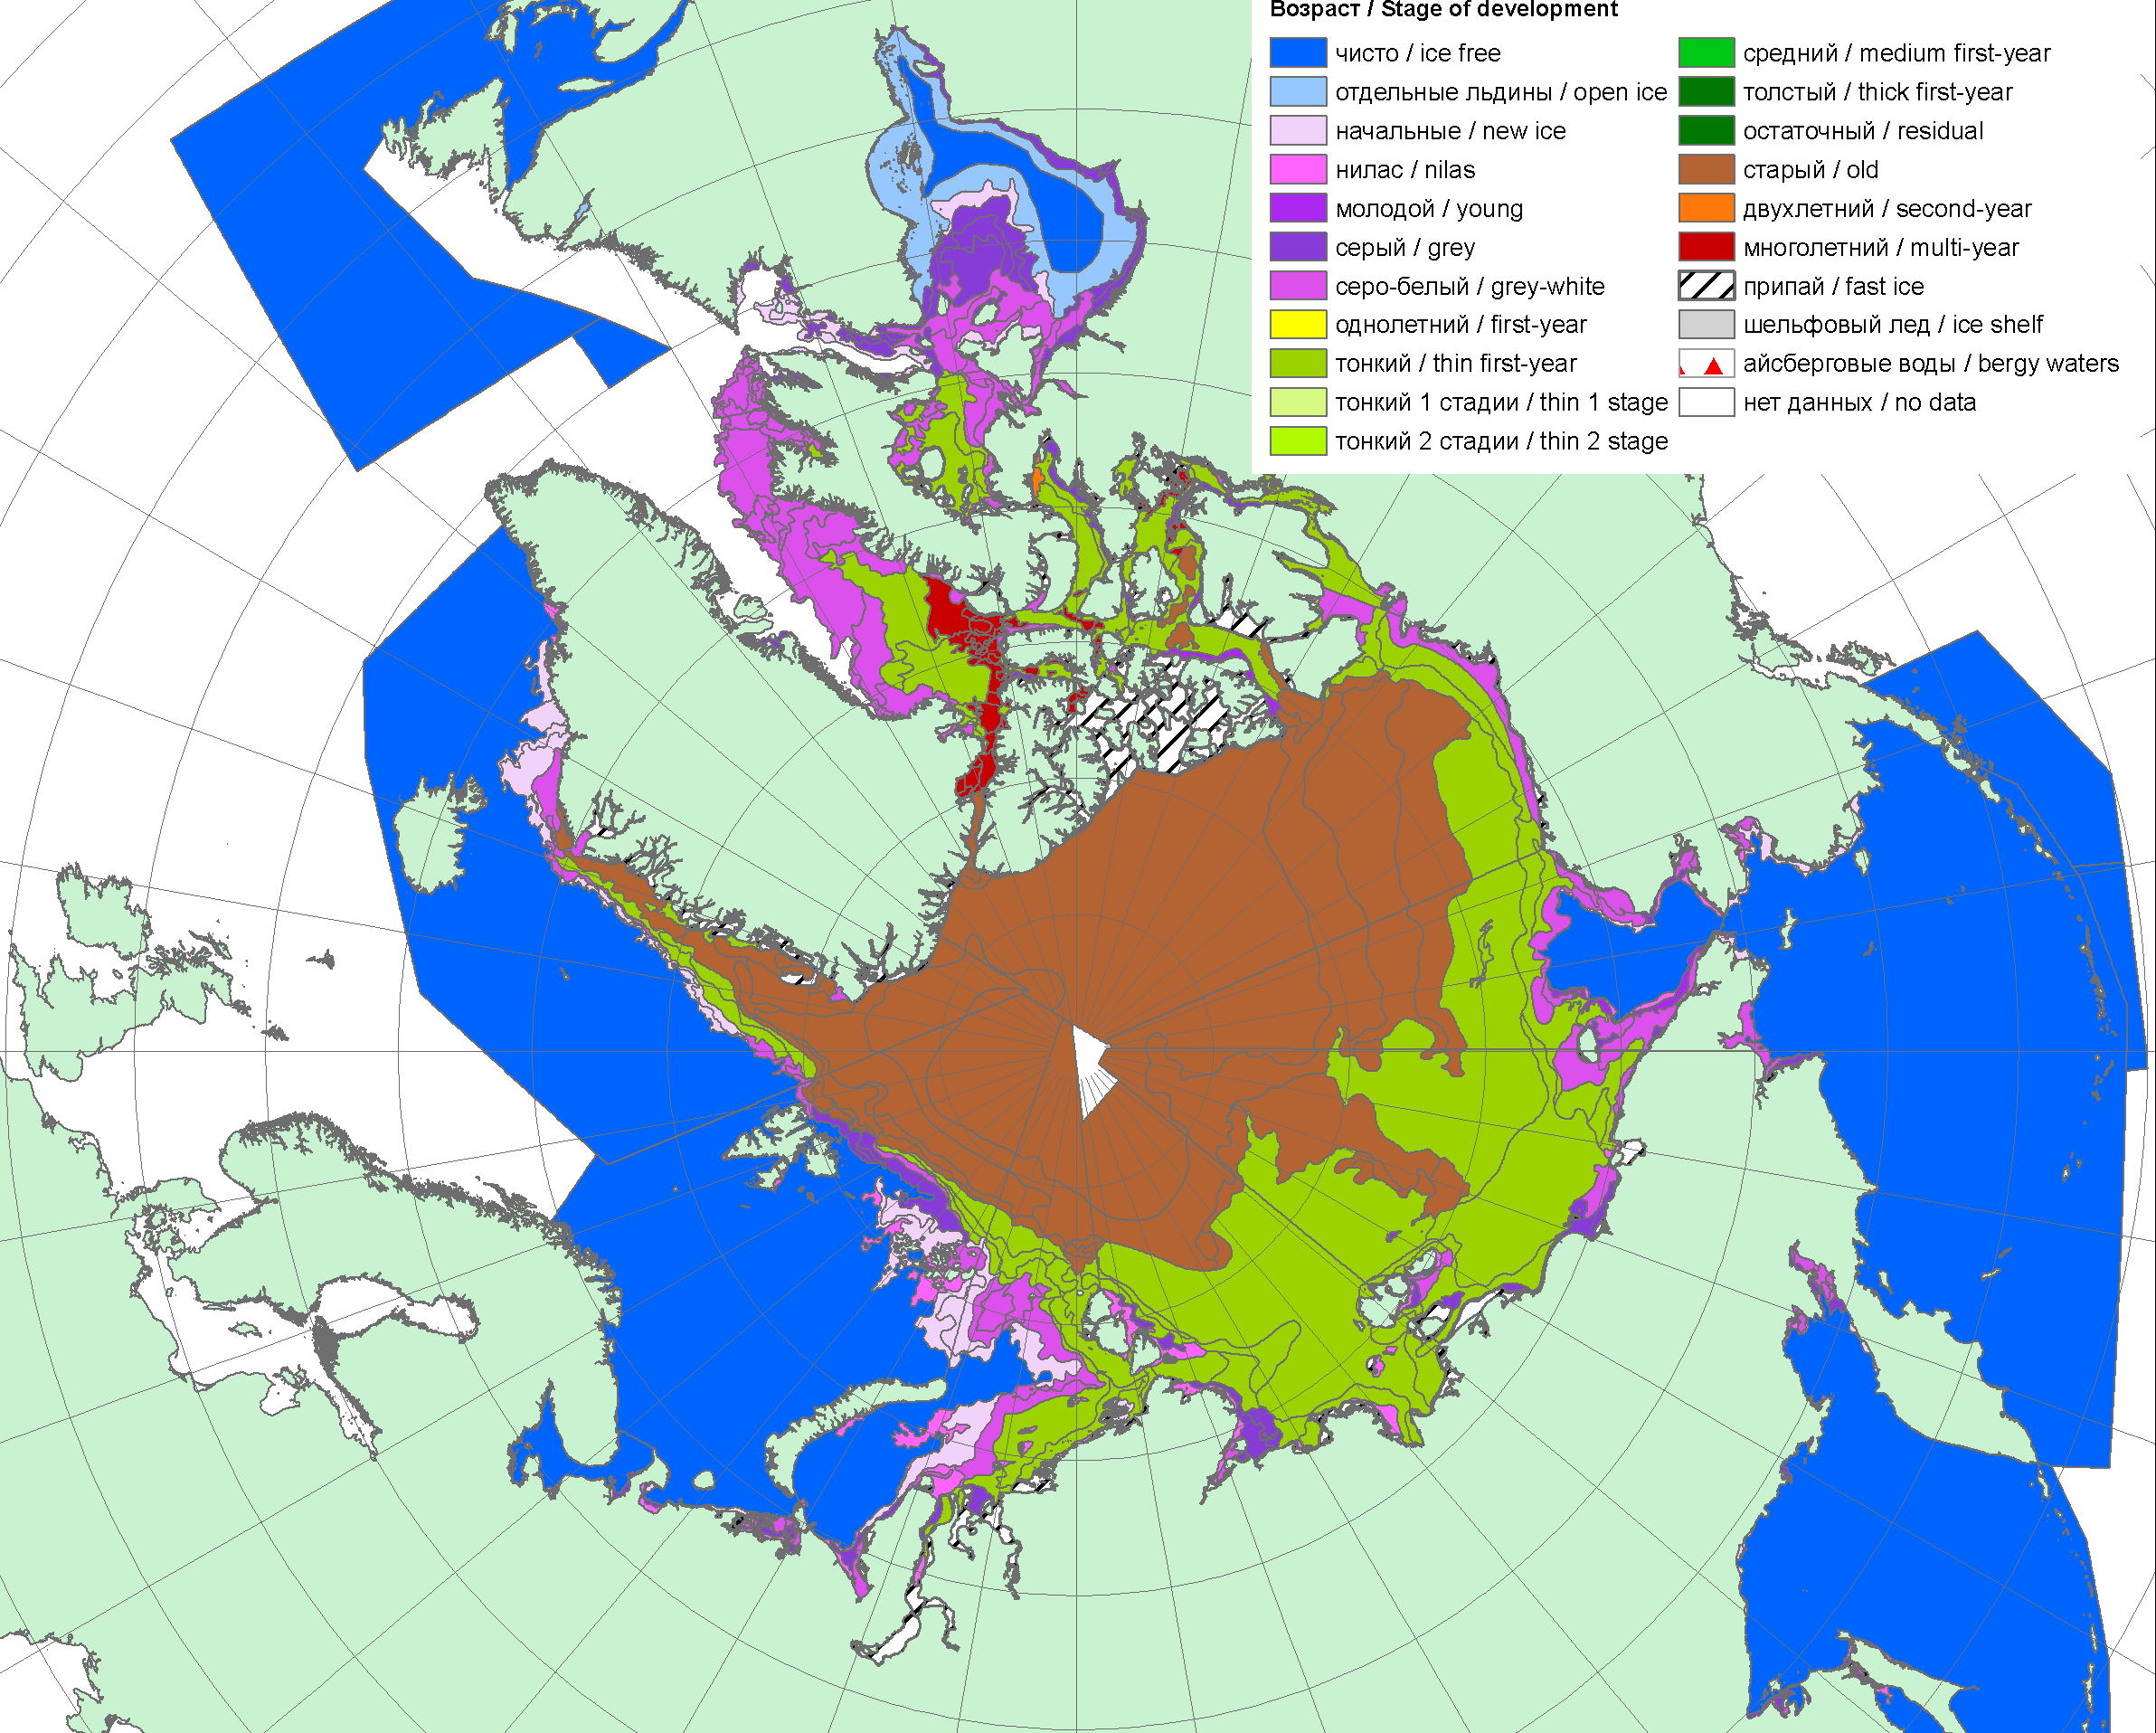 Возраст / Stage of development
чисто / ice free
отдельные льдины / open ice
начальные / new ice
нилас / nilas
молодой / young
серый / grey
серо-белый / grey-white
однолетний / first-year
тонкий / thin first-year
тонкий 1 стадии / thin 1 stage
тонкий 2 стадии / thin 2 stage
средний / medium first-year
толстый / thick first-year
остаточный / residual
старый / old
двухлетний / second-year
многолетний / multi-year
припай / fast ice
шельфовый лед / ice shelf
айсберговые воды / bergy waters
нет данных / no data